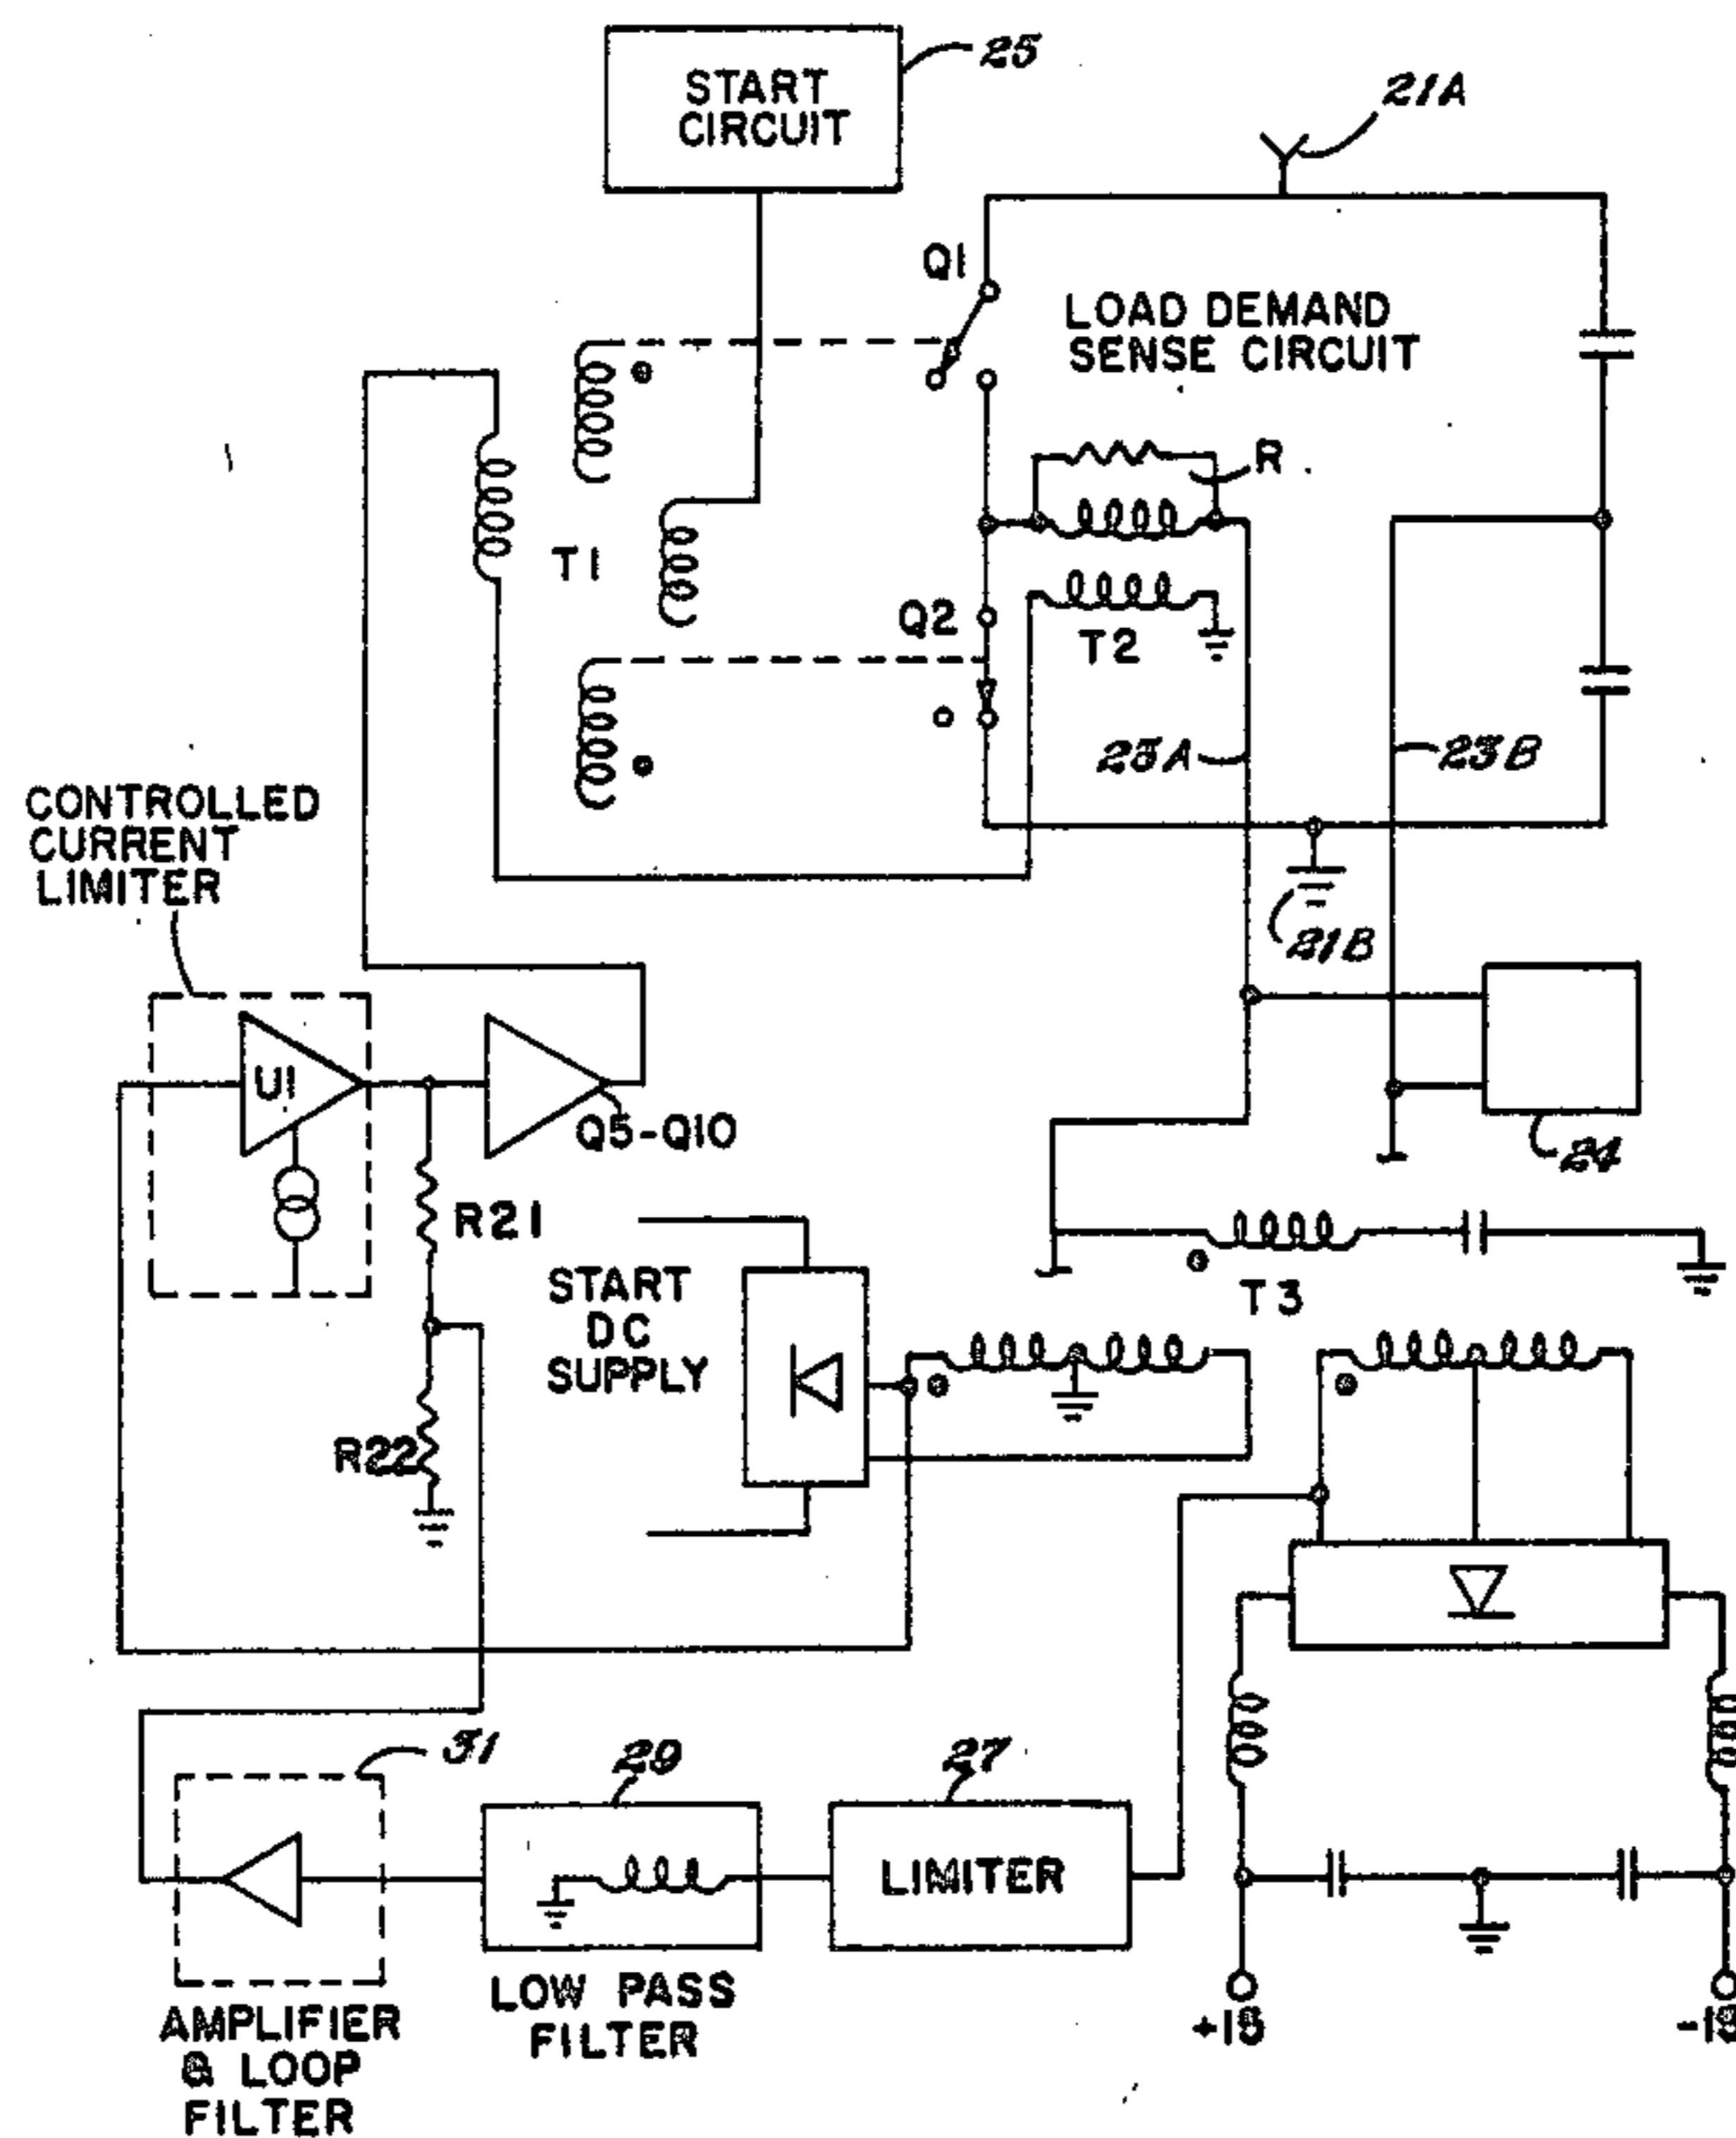 START
CIRCUIT
25
21A
Q1
LOAD DEMAND
SENSE CIRCUIT
R
T1
Q2
T2
23A
23B
CONTROLLED
CURRENT
LIMITER
21B
U1
Q5-Q10
24
R21
START
DC
SUPPLY
T3
R22
31
29
27
LIMITER
LOW PASS
FILTER
AMPLIFIER
& LOOP
FILTER